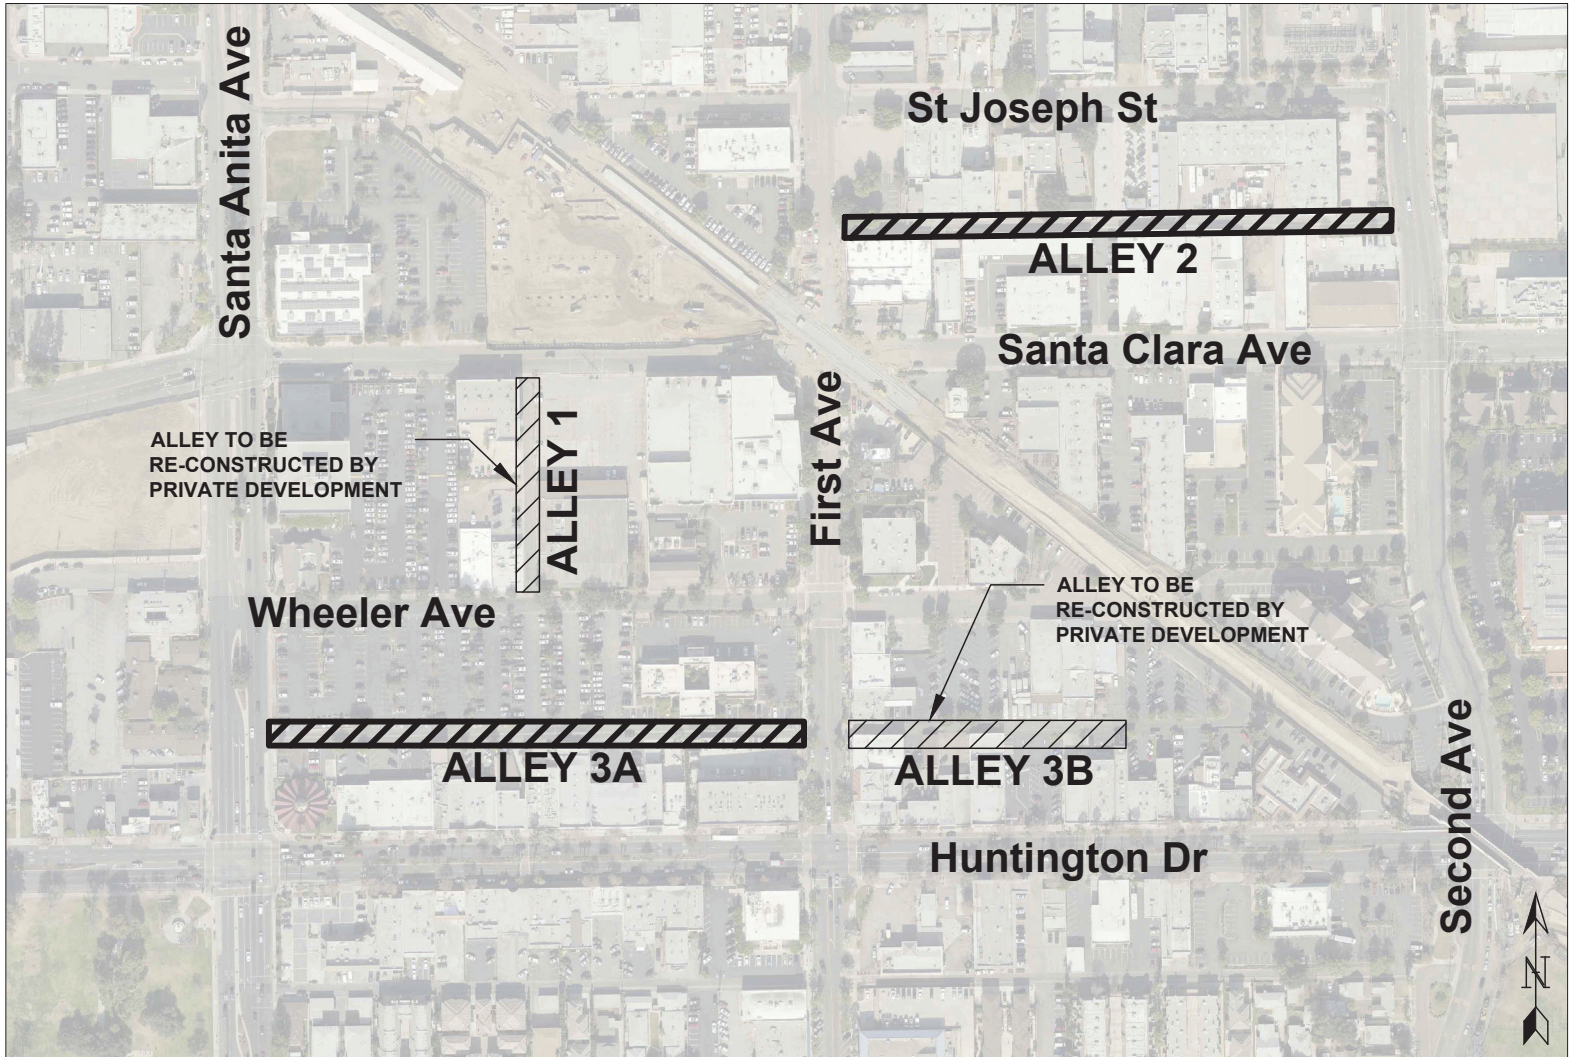 Santa Anita Ave
St Joseph St
ALLEY 2
Santa Clara Ave
First Ave
ALLEY 1
ALLEY TO BE
RE-CONSTRUCTED BY
PRIVATE DEVELOPMENT
Wheeler Ave
ALLEY TO BE
RE-CONSTRUCTED BY
PRIVATE DEVELOPMENT
ALLEY 3A
ALLEY 3B
Second Ave
Huntington Dr
N